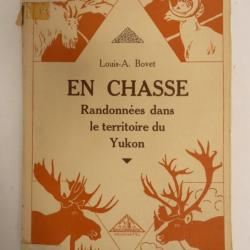 Louis-A. Bovet
EN CHASSE
Randonnées dans
le territoire du
Yukon